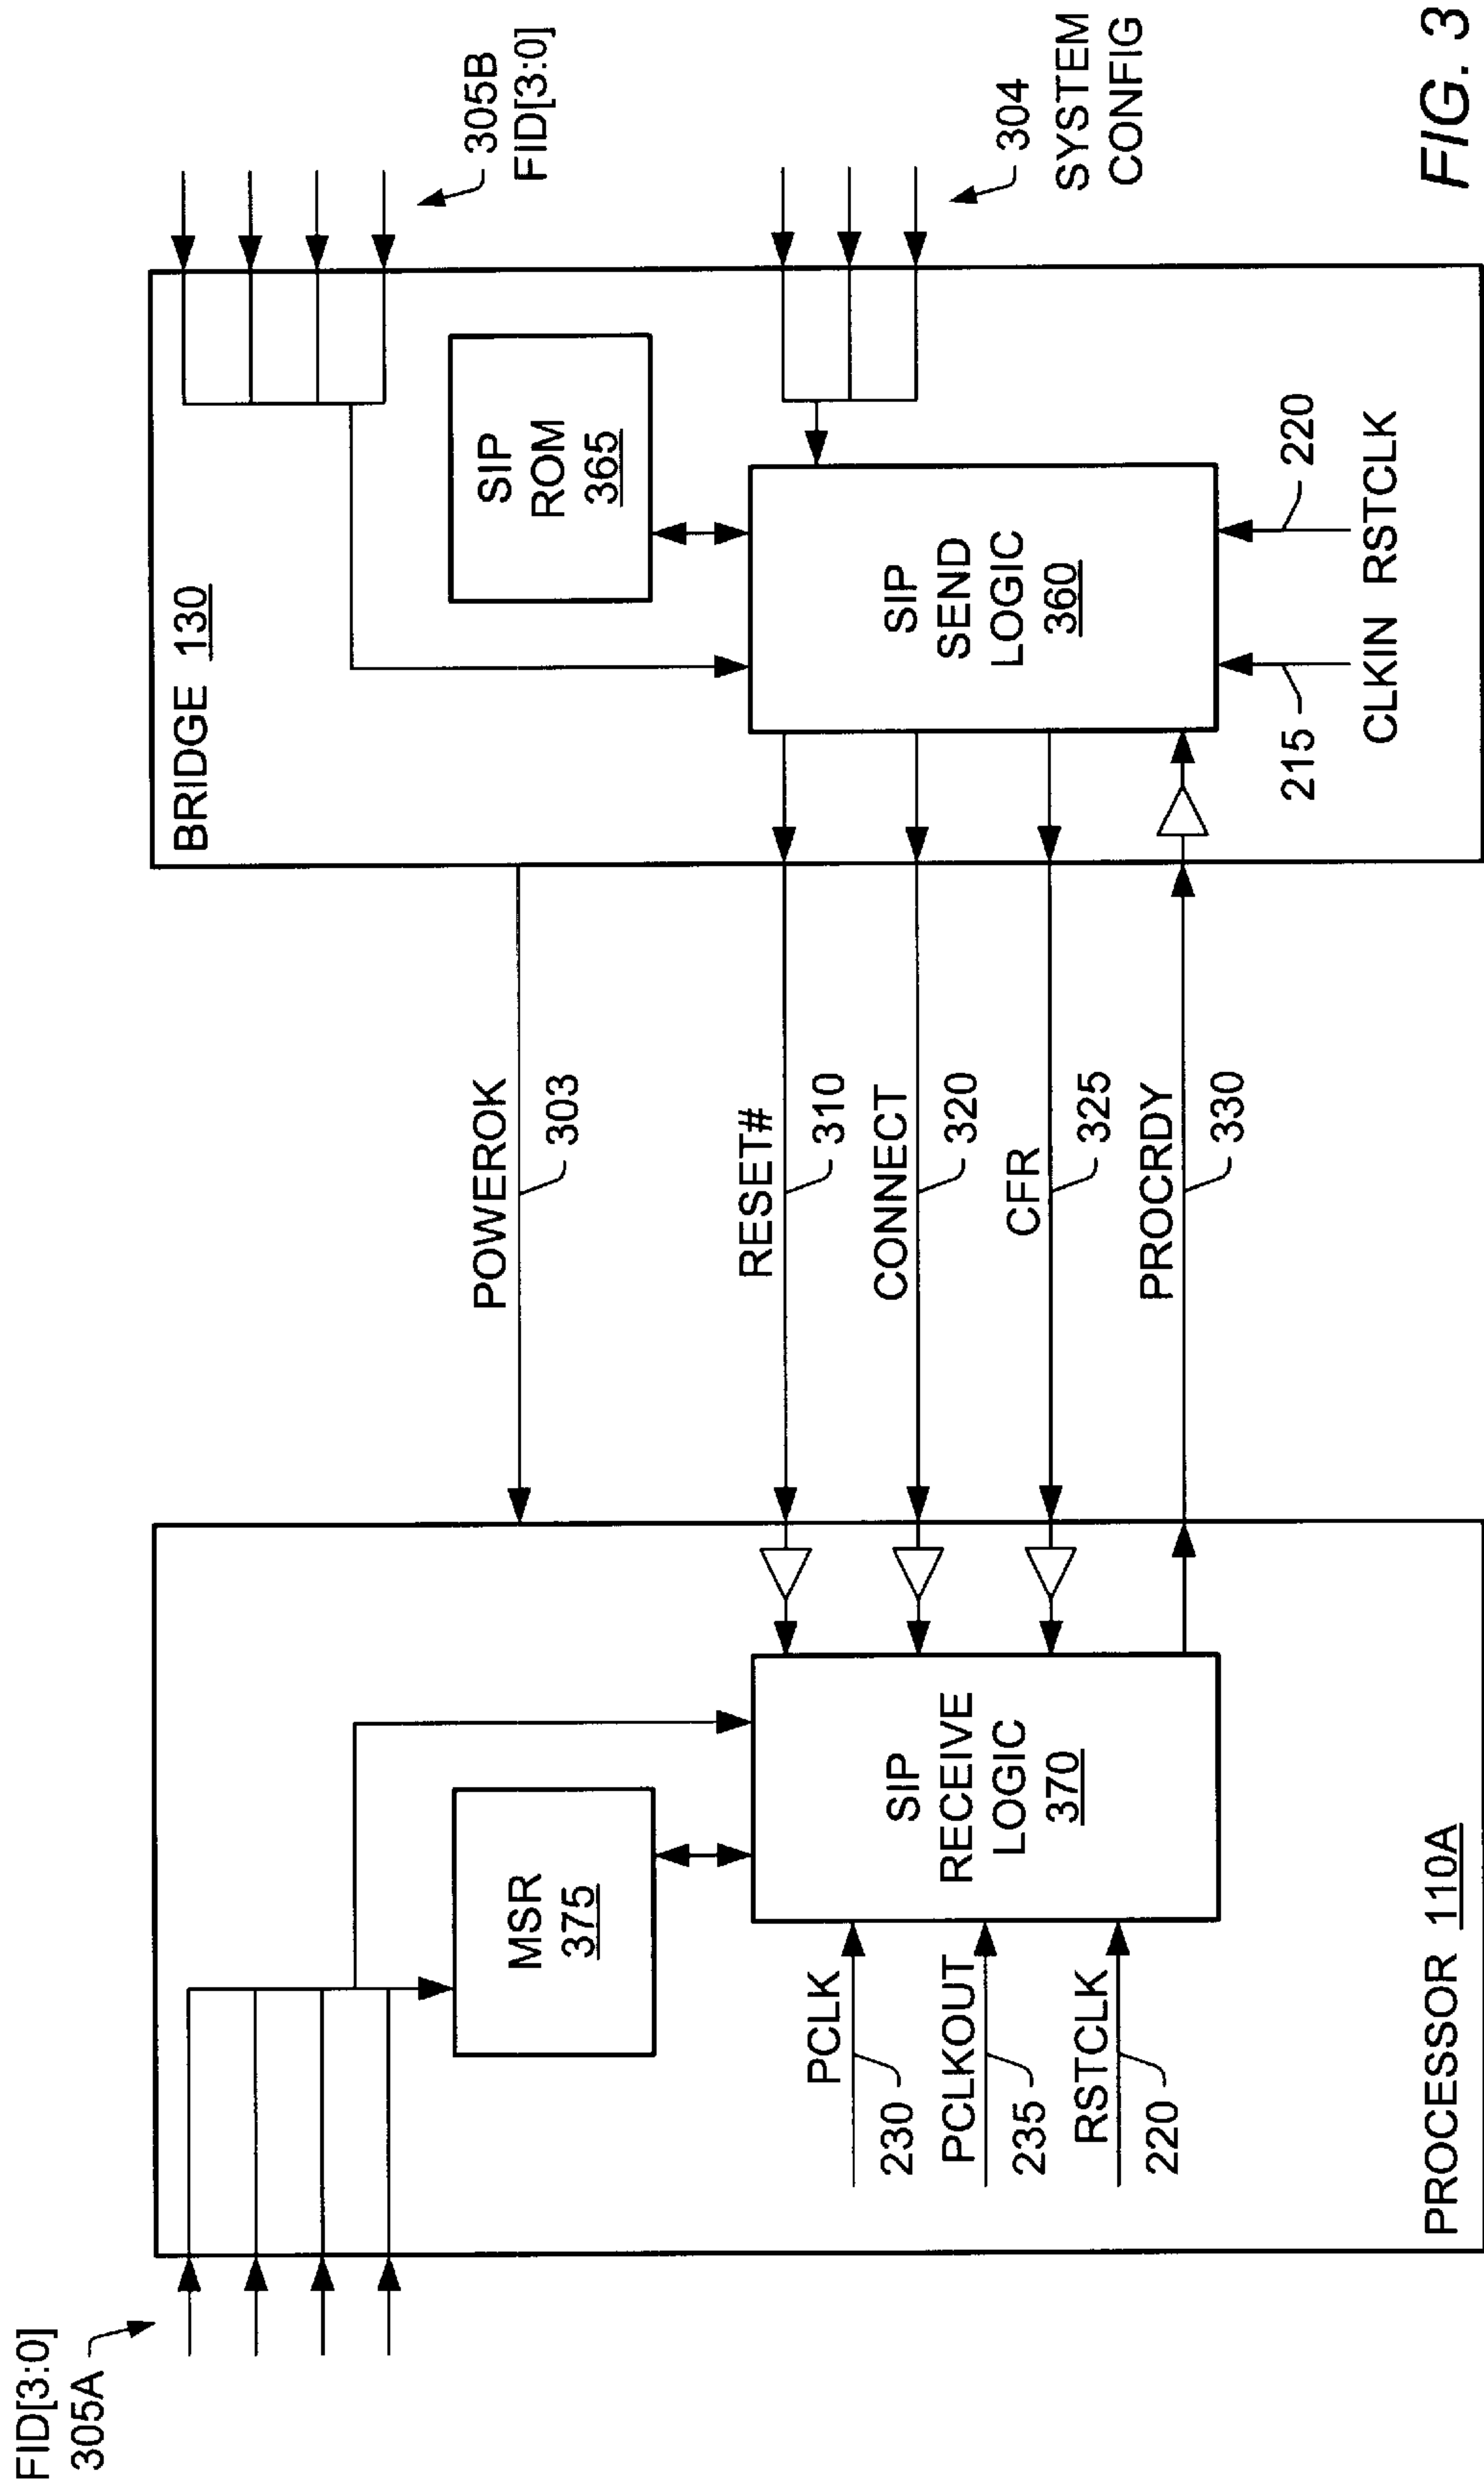 FID[3:0]
305A
MSR
375
PCLK
230
PCLKOUT
235
RSTCLK
220
SIP
RECEIVE
LOGIC
370
PROCESSOR 110A
POWEROK
303
RESET#
310
CONNECT
320
CFR
325
PROCRDY
330
BRIDGE 130
SIP
ROM
365
SIP
SEND
LOGIC
360
215
CLKIN
220
RSTCLK
305B
FID[3:0]
304
SYSTEM
CONFIG
FIG. 3